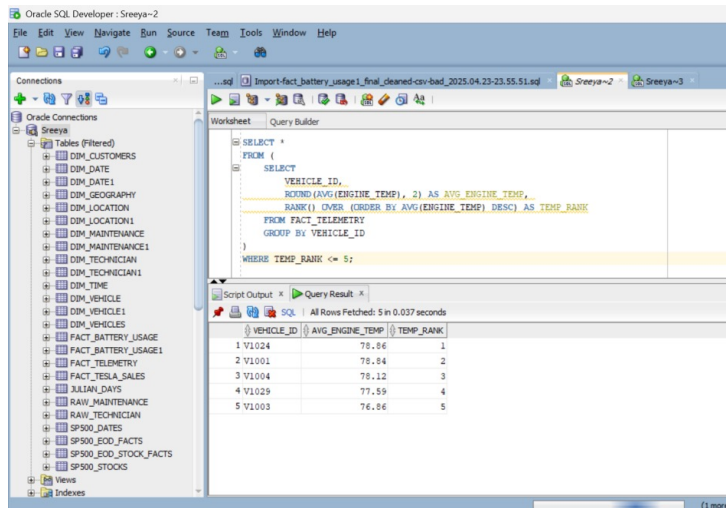 Oracle SQL Developer : Sreeya~2
File Edit View Navigate Run Source Team Tools Window Help
Connections
...sql Import-fact_battery_usage1_final_cleaned-csv-bad_2025.04.23-23.55.51.sql Sreeya~2 Sreeya~3
Worksheet Query Builder
Oracle Connections
Sreeya
Tables (Filtered)
DIM_CUSTOMERS
DIM_DATE
DIM_DATE1
DIM_GEOGRAPHY
DIM_LOCATION
DIM_LOCATION1
DIM_MAINTENANCE
DIM_MAINTENANCE1
DIM_TECHNICIAN
DIM_TECHNICIAN1
DIM_TIME
DIM_VEHICLE
DIM_VEHICLE1
DIM_VEHICLES
FACT_BATTERY_USAGE
FACT_BATTERY_USAGE1
FACT_TELEMETRY
FACT_TESLA_SALES
JULIAN_DAYS
RAW_MAINTENANCE
RAW_TECHNICIAN
SP500_DATES
SP500_EOD_FACTS
SP500_EOD_STOCK_FACTS
SP500_STOCKS
Views
Indexes
SELECT *
FROM (
SELECT
VEHICLE_ID,
ROUND(AVG(ENGINE_TEMP), 2) AS AVG_ENGINE_TEMP,
RANK() OVER (ORDER BY AVG(ENGINE_TEMP) DESC) AS TEMP_RANK
FROM FACT_TELEMETRY
GROUP BY VEHICLE_ID
)
WHERE TEMP_RANK <= 5;
Script Output x Query Result x
SQL | All Rows Fetched: 5 in 0.037 seconds
VEHICLE_ID AVG_ENGINE_TEMP TEMP_RANK
1 V1024 78.86 1
2 V1001 78.84 2
3 V1004 78.12 3
4 V1029 77.59 4
5 V1003 76.86 5